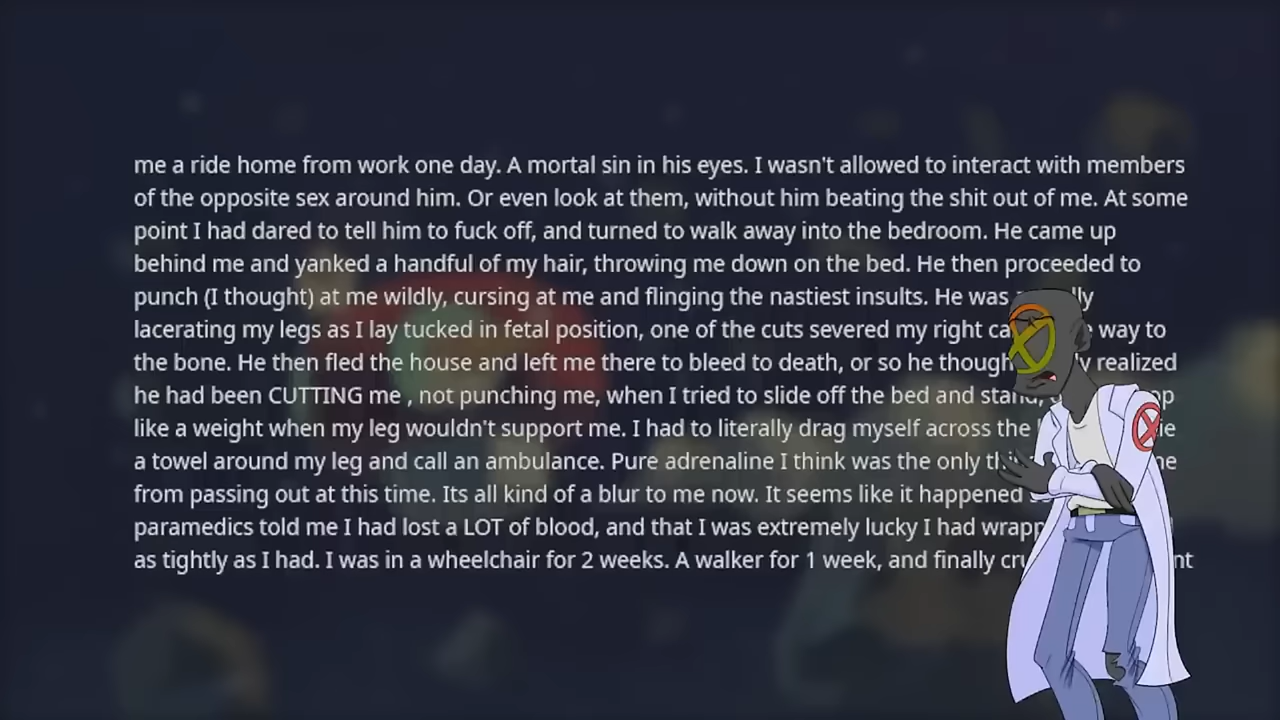 me a ride home from work one day. A mortal sin in his eyes. I wasn't allowed to interact with members
of the opposite sex around him. Or even look at them, without him beating the shit out of me. At some
point I had dared to tell him to fuck off, and turned to walk away into the bedroom. He came up
behind me and yanked a handful of my hair, throwing me down on the bed. He then proceeded to
punch (I thought) at me wildly, cursing at me and flinging the nastiest insults. He was
lacerating my legs as I lay tucked in fetal position, one of the cuts severed my right way to
the bone. He then fled the house and left me there to bleed to death, or so he realized
he had been CUTTING me , not punching me, when I tried to slide off the bed and
like a weight when my leg wouldn't support me. I had to literally drag myself across the
a towel around my leg and call an ambulance. Pure adrenaline I think was the only
from passing out at this time. Its all kind of a blur to me now. It seems like it happened
paramedics told me I had lost a LOT of blood, and that I was extremely lucky I had
as tightly as I had. I was in a wheelchair for 2 weeks. A walker for 1 week, and finally